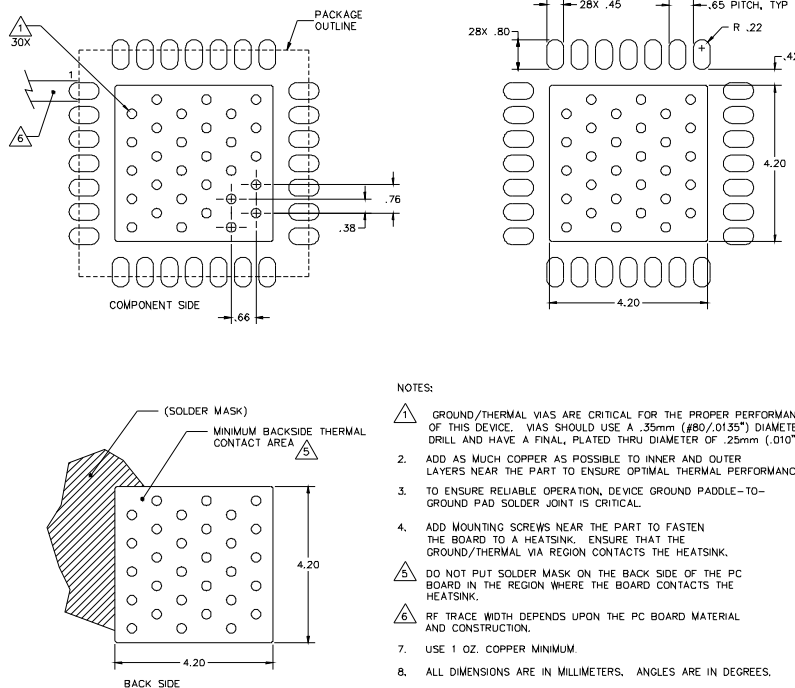 1
30X
PACKAGE
OUTLINE
1
6
.76
.38
.66
COMPONENT SIDE
28X .45
.65 PITCH, TYP
28X .80
R .22
4.20
4.20
(SOLDER MASK)
MINIMUM BACKSIDE THERMAL
CONTACT AREA 5
4.20
4.20
BACK SIDE
NOTES:
1 GROUND/THERMAL VIAS ARE CRITICAL FOR THE PROPER
OF THIS DEVICE. VIAS SHOULD USE A .35mm (#80/.0135")
DRILL AND HAVE A FINAL, PLATED THRU DIAMETER OF .25mm (.010"
2. ADD AS MUCH COPPER AS POSSIBLE TO INNER AND OUTER
LAYERS NEAR THE PART TO ENSURE OPTIMAL THERMAL
3. TO ENSURE RELIABLE OPERATION, DEVICE GROUND PADDLE-TO-
GROUND PAD SOLDER JOINT IS CRITICAL.
4. ADD MOUNTING SCREWS NEAR THE PART TO FASTEN
THE BOARD TO A HEATSINK. ENSURE THAT THE
GROUND/THERMAL VIA REGION CONTACTS THE HEATSINK.
5 DO NOT PUT SOLDER MASK ON THE BACK SIDE OF THE PC
BOARD IN THE REGION WHERE THE BOARD CONTACTS THE
HEATSINK.
6 RF TRACE WIDTH DEPENDS UPON THE PC BOARD MATERIAL
AND CONSTRUCTION.
7. USE 1 OZ. COPPER MINIMUM.
8. ALL DIMENSIONS ARE IN MILLIMETERS. ANGLES ARE IN DEGREES.